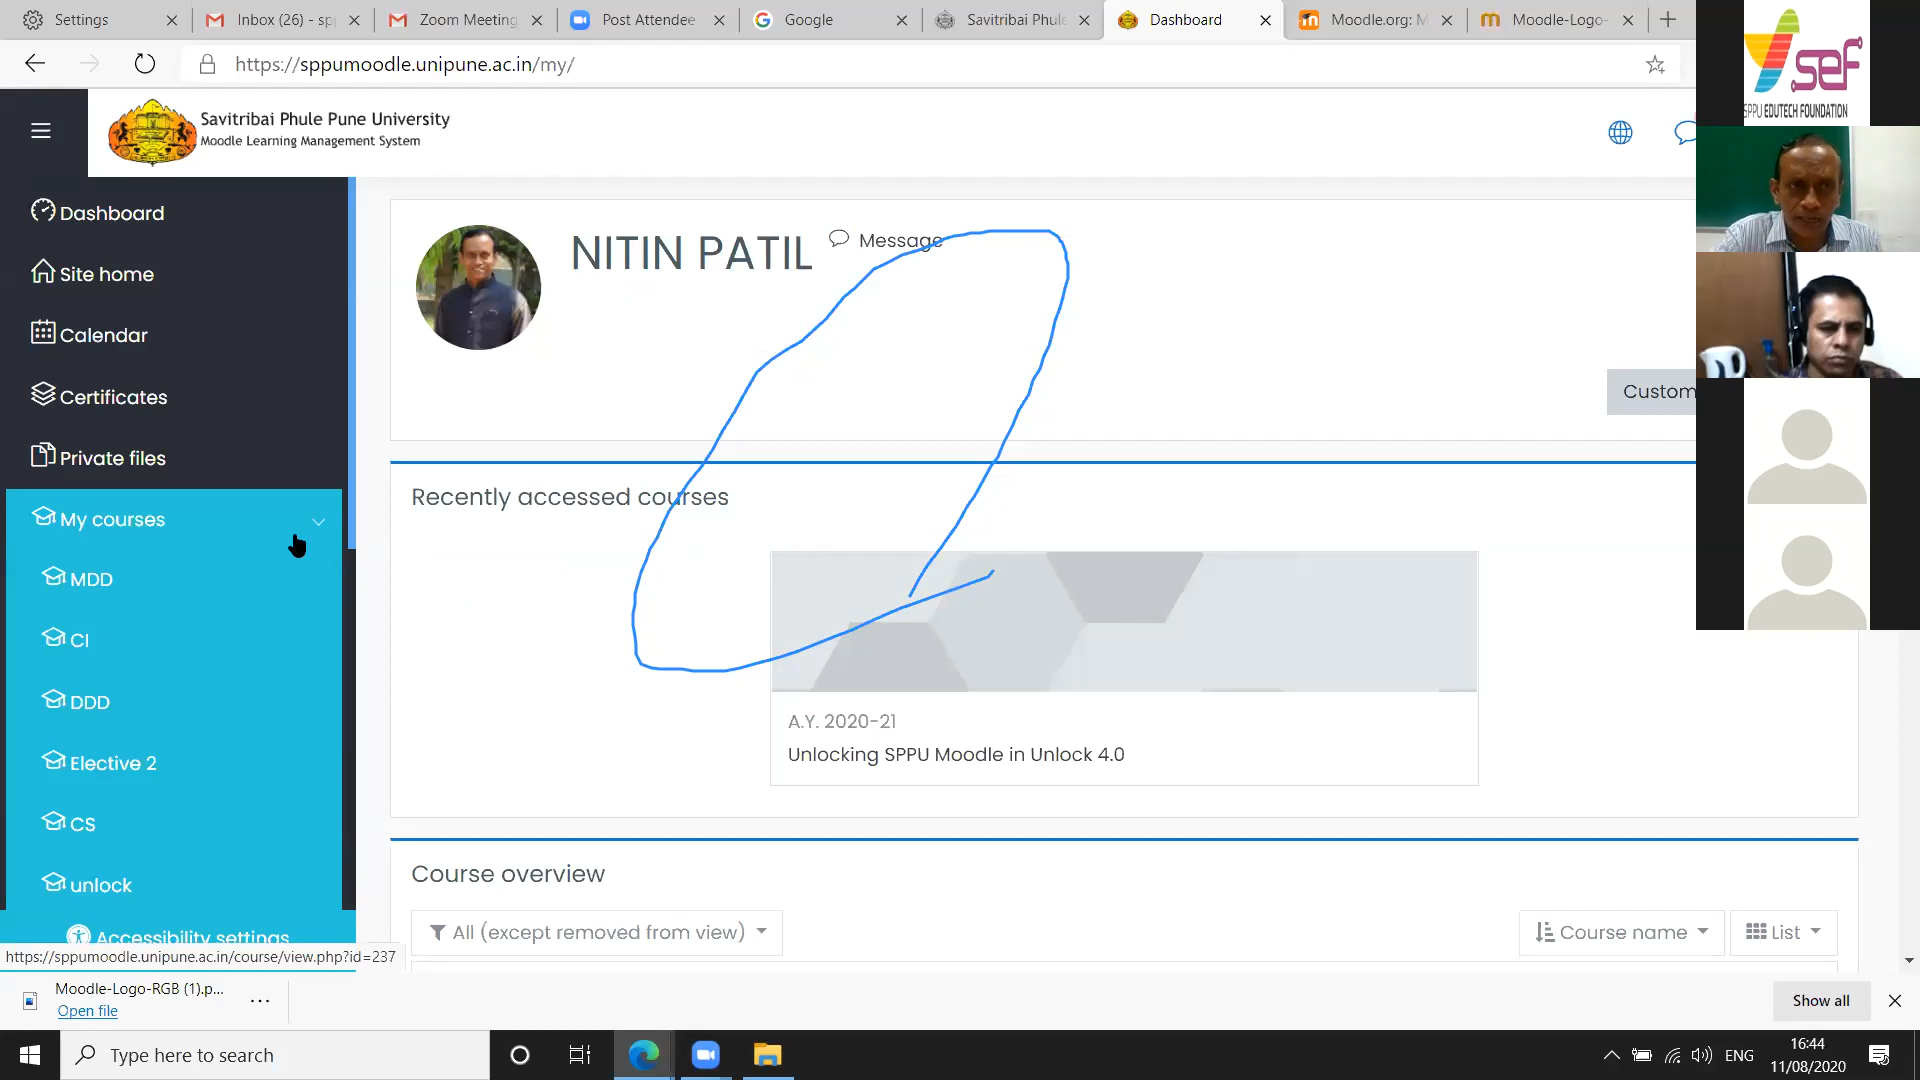 Settings
Inbox (26) - sp
Zoom Meeting
Post Attendee
Google
Savitribai Phule
Dashboard
Moodle.org: M
Moodle-Logo-
https://sppumoodle.unipune.ac.in/my/
sef
SPPU EDUTECH FOUNDATION
Savitribai Phule Pune University
Moodle Learning Management System
Dashboard
Site home
Calendar
Certificates
Private files
My courses
MDD
CI
DDD
Elective 2
CS
unlock
Accessibility settings
NITIN PATIL
Message
Custom
Recently accessed courses
A.Y. 2020-21
Unlocking SPPU Moodle in Unlock 4.0
Course overview
All (except removed from view)
Course name
List
https://sppumoodle.unipune.ac.in/course/view.php?id=237
Moodle-Logo-RGB (1).p...
Open file
Show all
Type here to search
ENG
16:44
11/08/2020